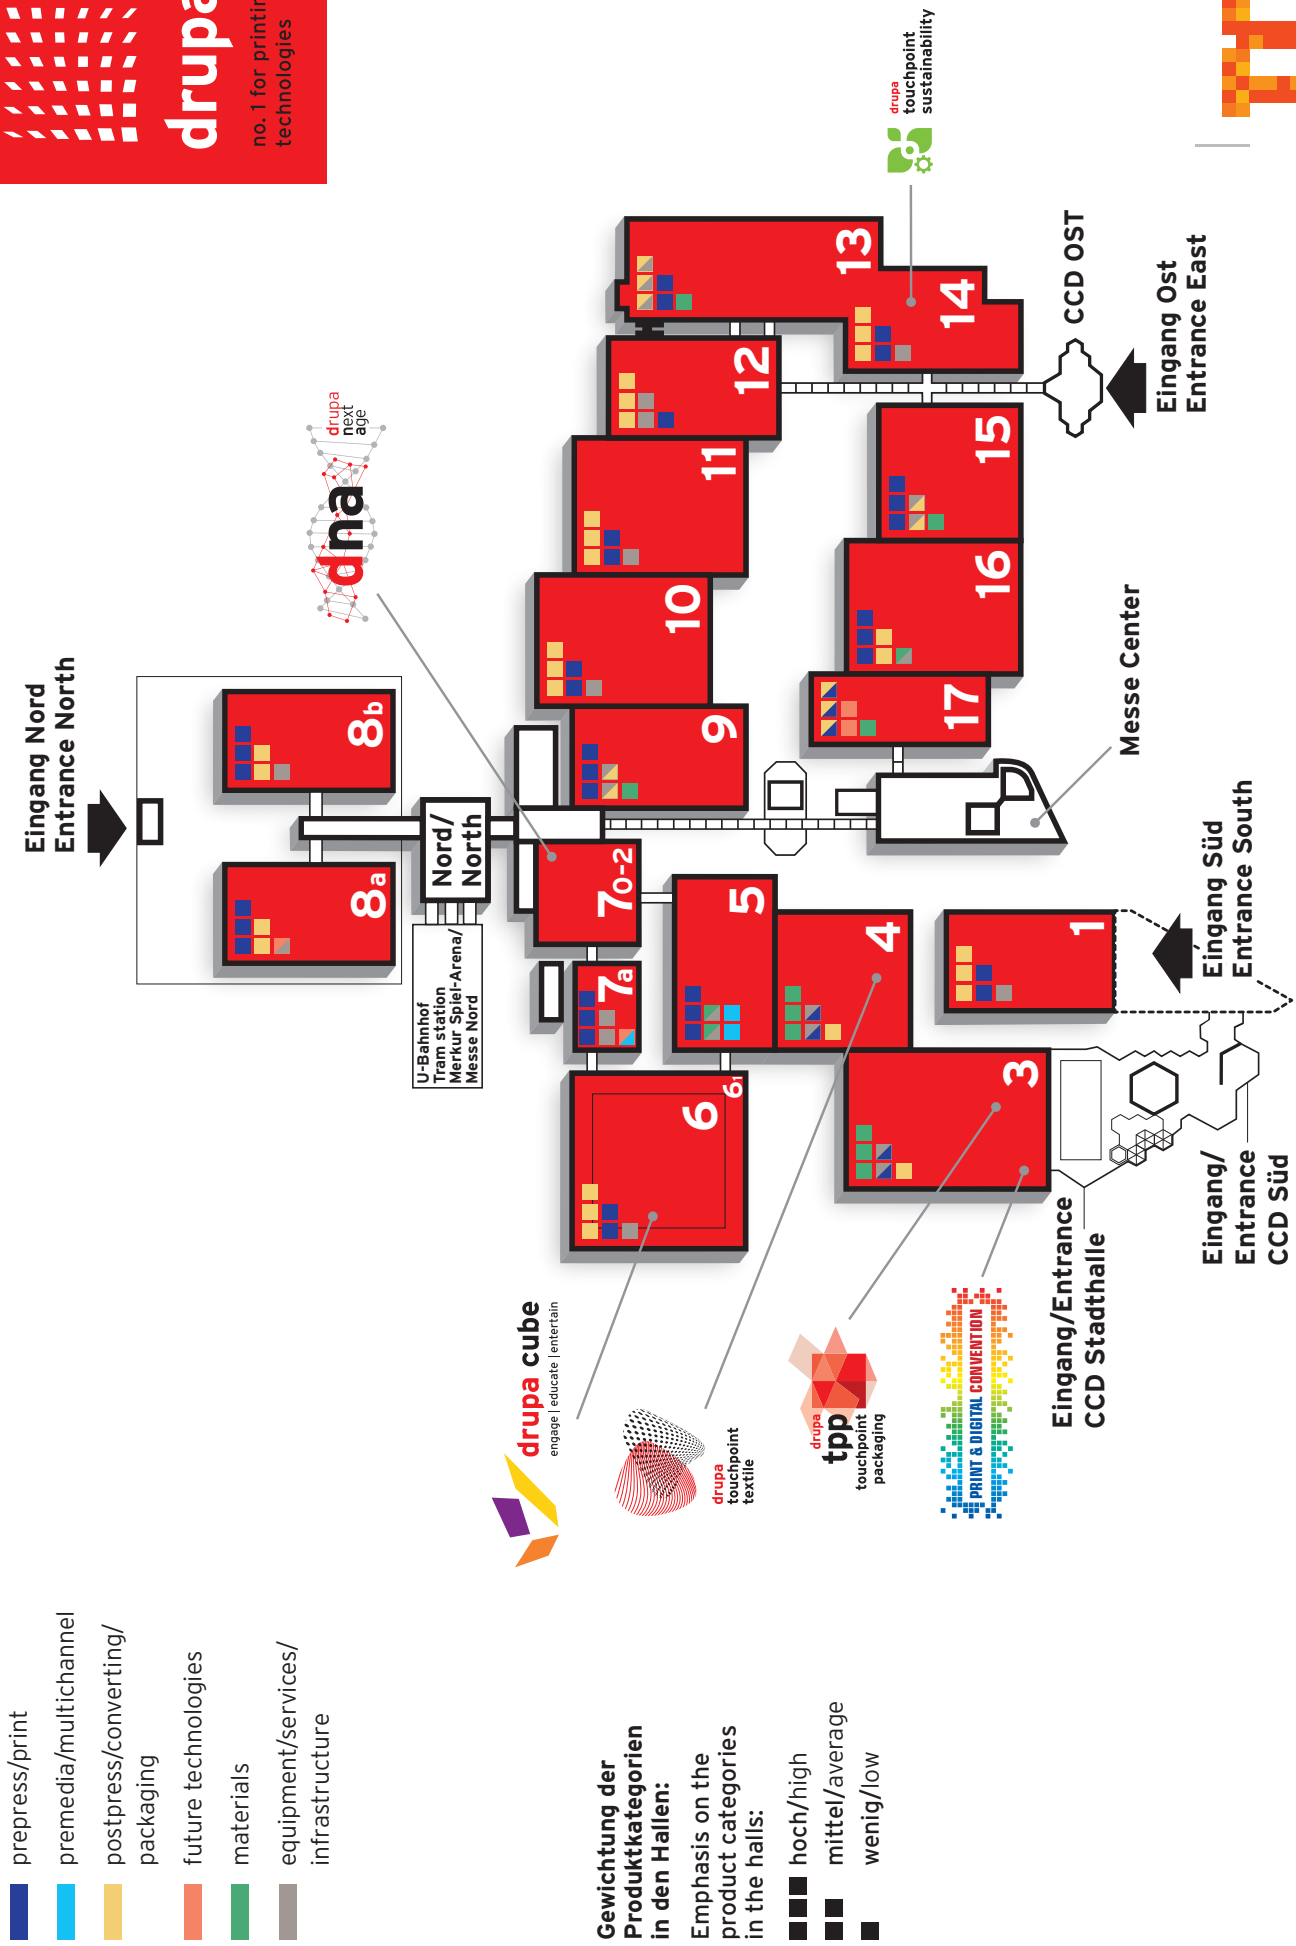 prepress/print
premedia/multichannel
postpress/converting/
packaging
future technologies
materials
equipment/services/
infrastructure
Gewichtung der
Produktkategorien
in den Hallen:
Emphasis on the
product categories
in the halls:
hoch/high
mittel/average
wenig/low
Eingang Nord
Entrance North
drupa
no. 1 for printin
technologies
dna
drupa
next
age
8a
8b
Nord/
North
U-Bahnhof
Tram station
Merkur Spiel-Arena/
Messe Nord
drupa cube
engage | educate | entertain
drupa
touchpoint
textile
drupa
tpp
touchpoint
packaging
PRINT & DIGITAL CONVENTION
6
61
7a
70-2
5
4
3
1
9
10
11
12
13
14
15
16
17
drupa
touchpoint
sustainability
CCD OST
Eingang Ost
Entrance East
Messe Center
Eingang Süd
Entrance South
Eingang/
Entrance
CCD Süd
Eingang/Entrance
CCD Stadthalle